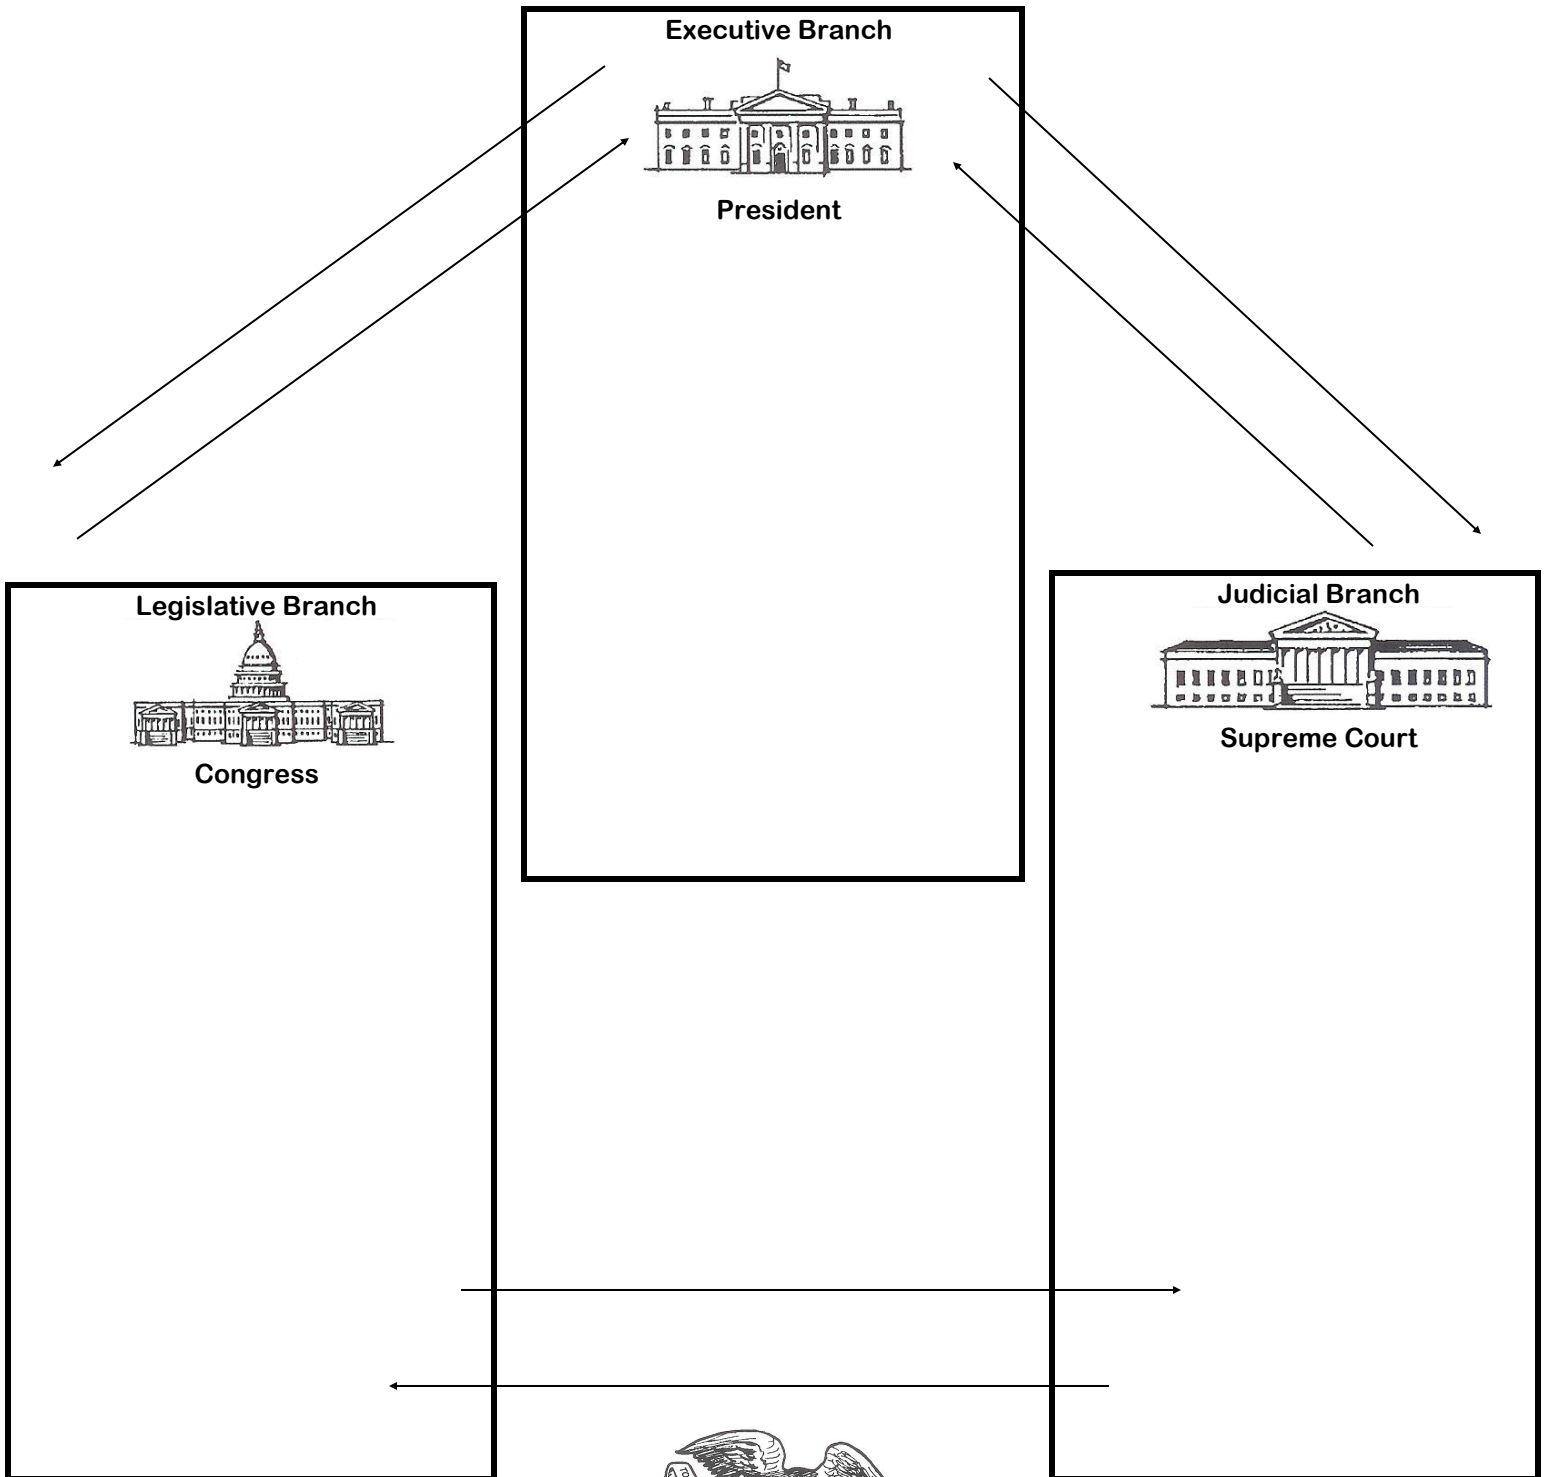 Executive Branch
President
Legislative Branch
Congress
Judicial Branch
Supreme Court